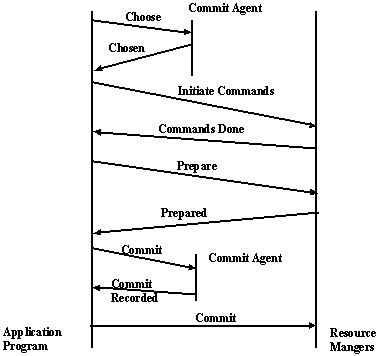 Commit Agent
Choose
Chosen
Initiate Commands
Commands Done
Prepare
Prepared
Commit
Commit Agent
Commit
Recorded
Commit
Application
Program
Resource
Mangers